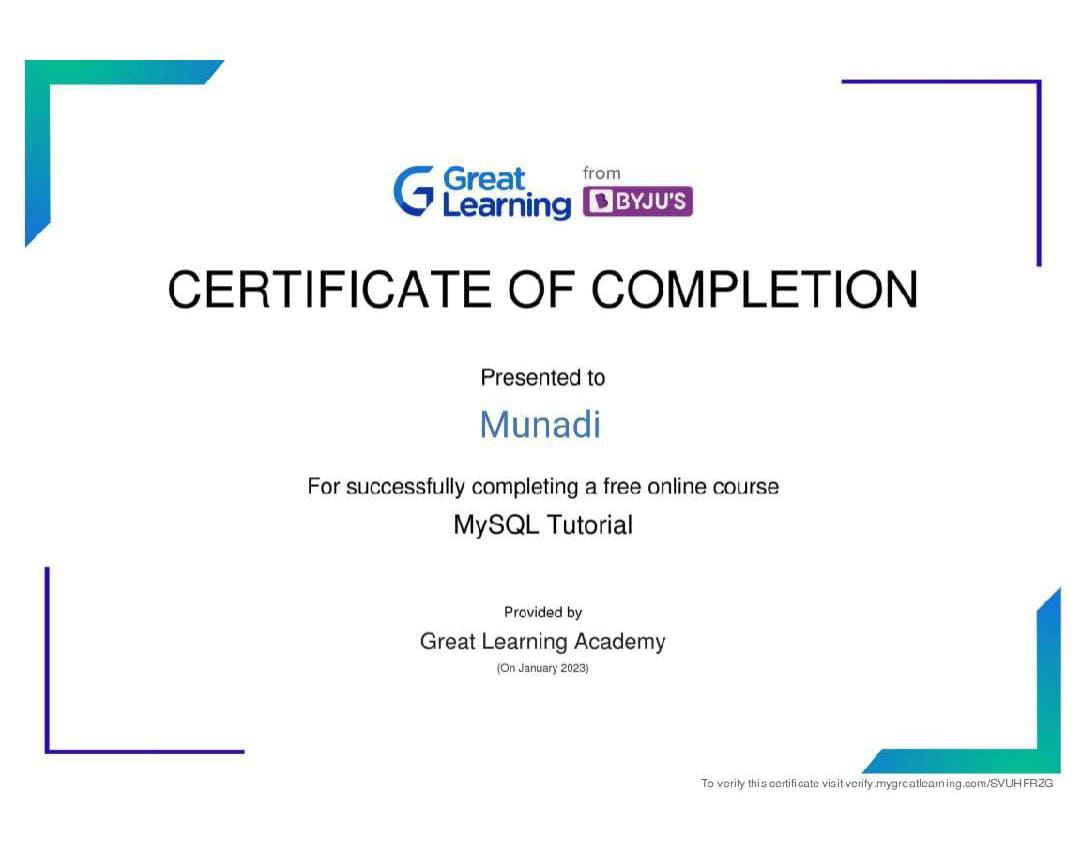 Great
Learning
from
BYJU'S
CERTIFICATE OF COMPLETION
Presented to
Munadi
For successfully completing a free online course
MySQL Tutorial
Provided by
Great Learning Academy
(On January 2023)
To verify this certificate visit verify.mygreatlearning.com/SVUHFRZG